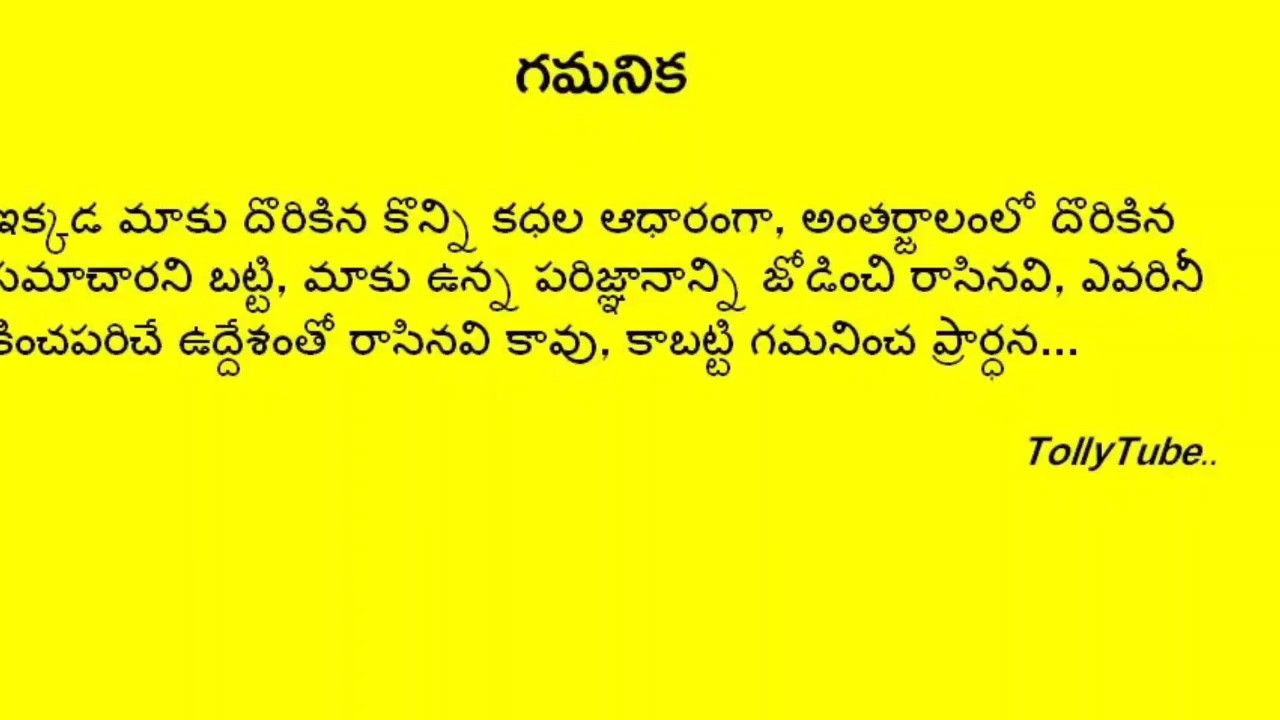 గమనిక
ఇక్కడ మాకు దొరికిన కొన్ని కధల ఆధారంగా, అంతర్జాలంలో దొరికిన
సమాచారని బట్టి, మాకు ఉన్న పరిజ్ఞానాన్ని జోడించి రాసినవి, ఎవరినీ
కించపరిచే ఉద్దేశంతో రాసినవి కావు, కాబట్టి గమనించ ప్రార్ధన...
TollyTube..